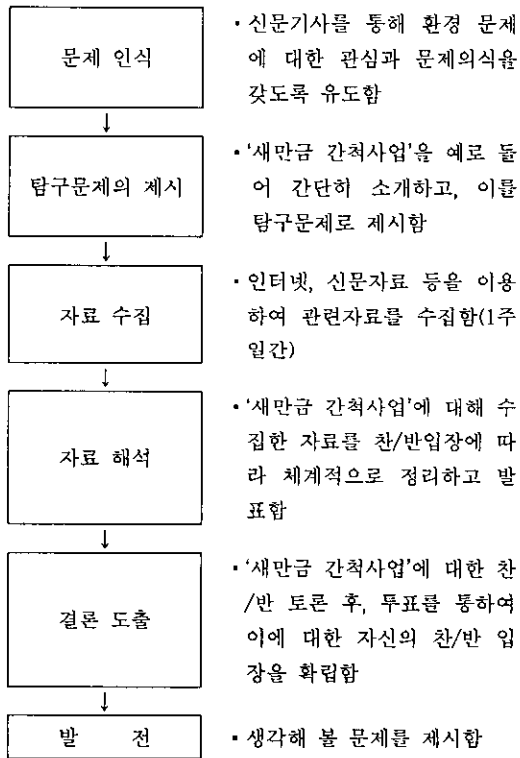 문제 인식
▪ 신문기사를 통해 환경 문제
에 대한 관심과 문제의식을
갖도록 유도함
↓
탐구문제의 제시
▪ '새만금 간척사업'을 예로 들
어 간단히 소개하고, 이를
탐구문제로 제시함
↓
자료 수집
▪ 인터넷, 신문자료 등을 이용
하여 관련자료를 수집함(1주
일간)
↓
자료 해석
▪ '새만금 간척사업'에 대해 수
집한 자료를 찬/반입장에 따
라 체계적으로 정리하고 발
표함
↓
결론 도출
▪ '새만금 간척사업'에 대한 찬
/반 토론 후, 투표를 통하여
이에 대한 자신의 찬/반 입
장을 확립함
↓
발 전
▪ 생각해 볼 문제를 제시함